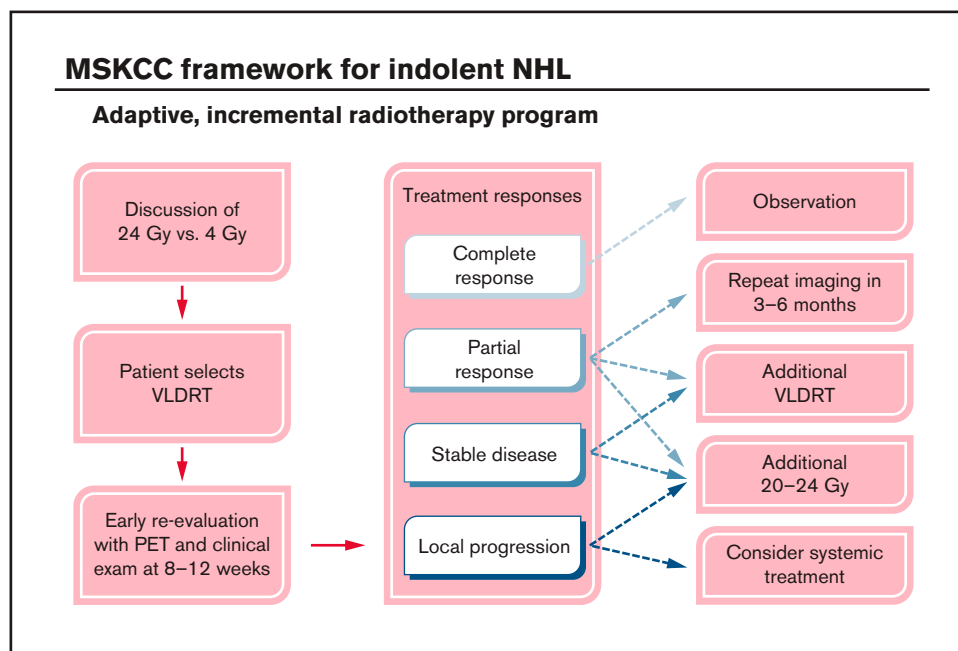 MSKCC framework for indolent NHL
Adaptive, incremental radiotherapy program
Discussion of
24 Gy vs. 4 Gy
Patient selects
VLDRT
Early re-evaluation
with PET and clinical
exam at 8–12 weeks
Treatment responses
Complete
response
Partial
response
Stable disease
Local progression
Observation
Repeat imaging in
3–6 months
Additional
VLDRT
Additional
20–24 Gy
Consider systemic
treatment